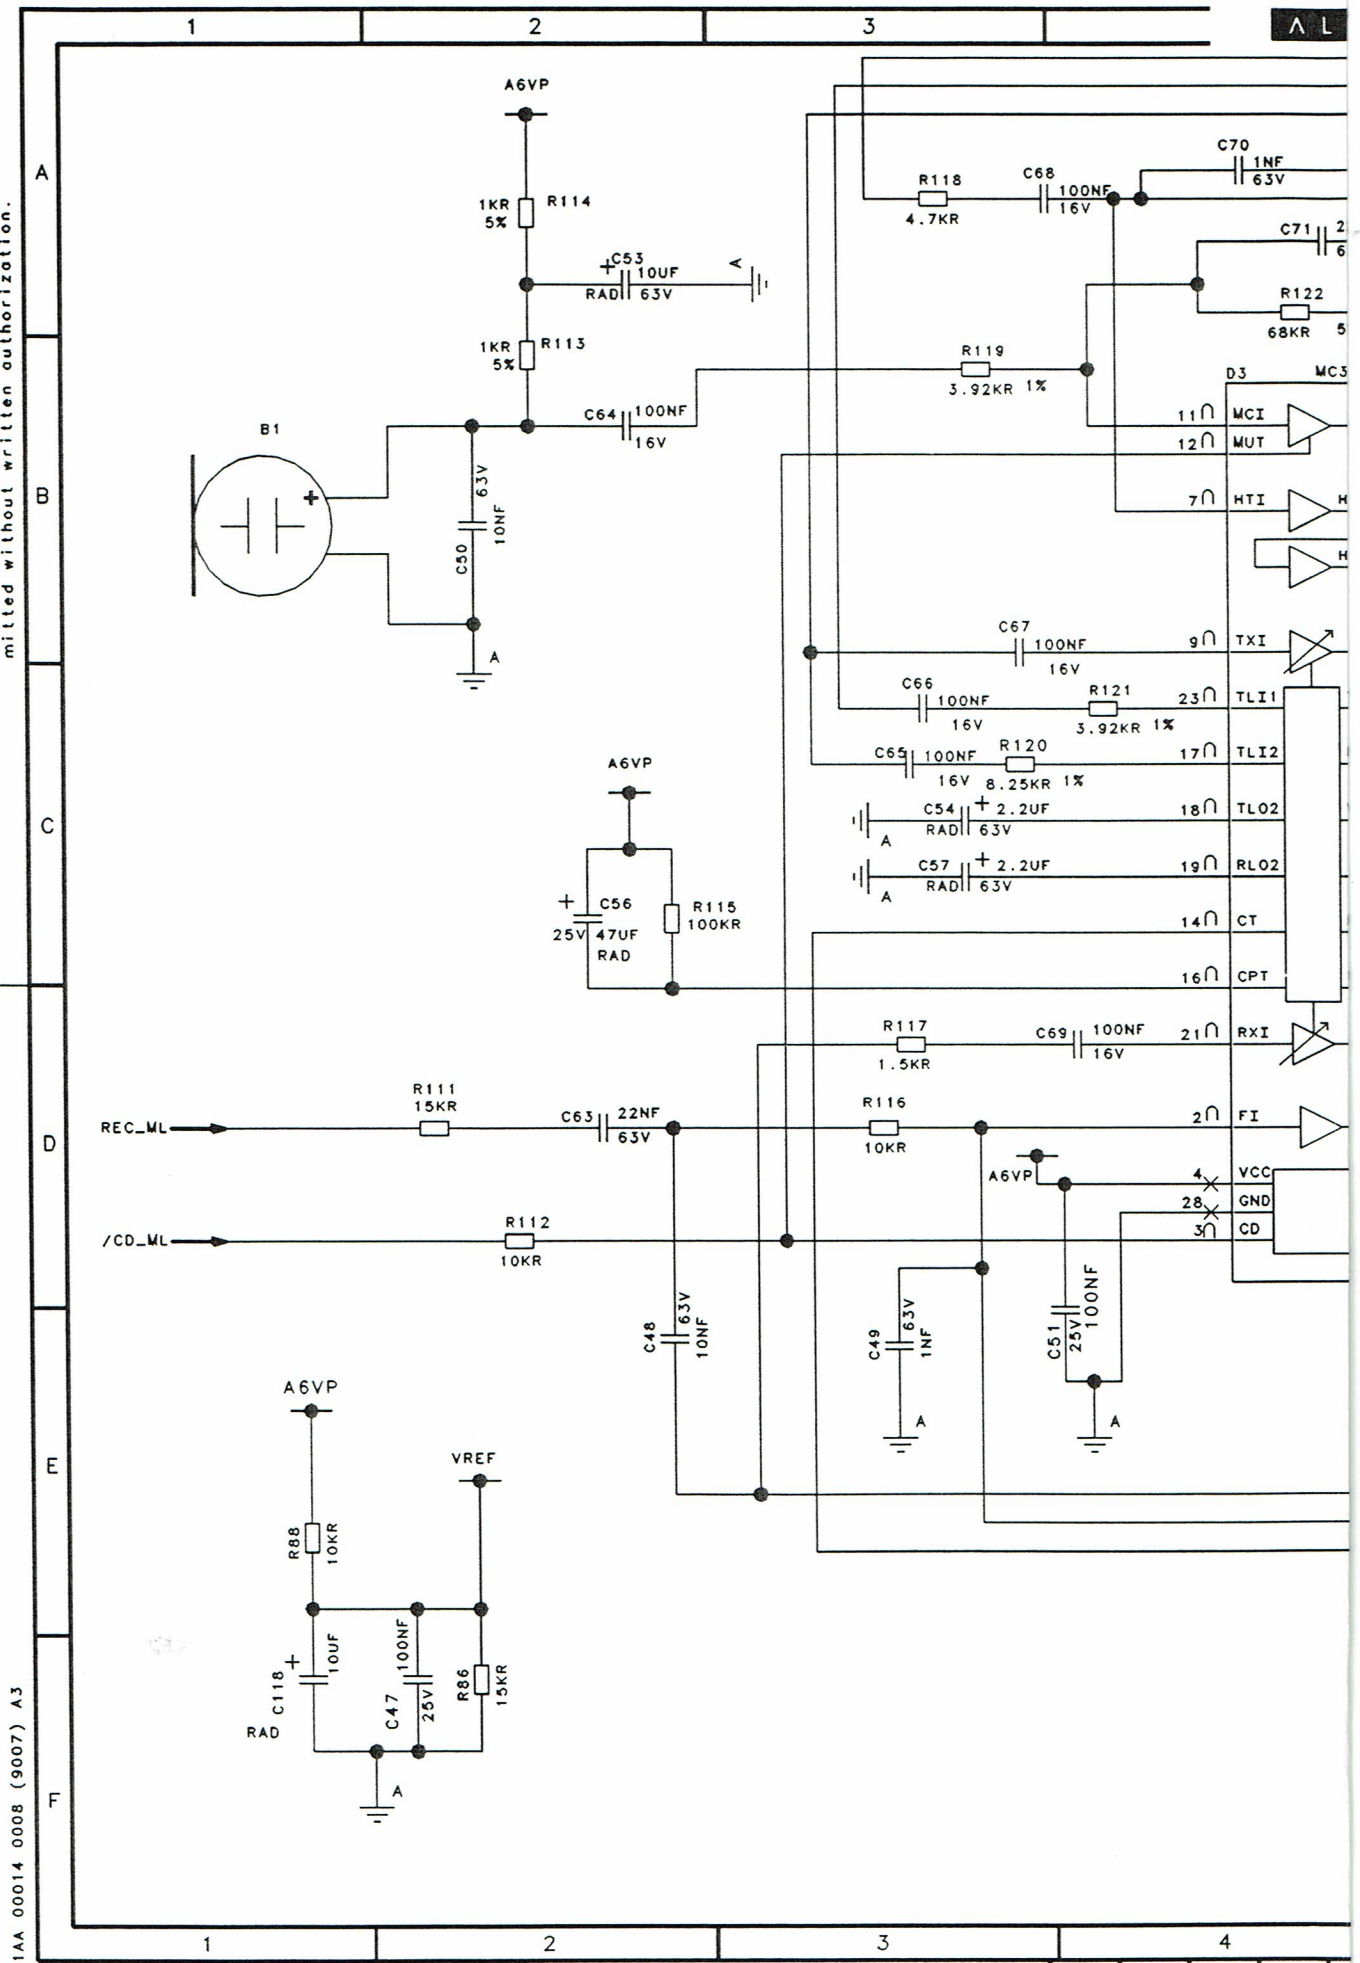 1
2
3
A L
A6VP
A
1KR
5%
R114
C53
+
10UF
RAD
63V
A
R118
4.7KR
C68
100NF
16V
C70
1NF
63V
C71
2
6
R122
68KR
5
1KR
5%
R113
R119
3.92KR 1%
C64
100NF
16V
D3
MC3
11
MCI
12
MUT
B1
+
B
63V
10NF
C50
7
HTI
H
H
A
C67
100NF
16V
9
TXI
C66
100NF
16V
R121
3.92KR 1%
23
TLI1
C65
100NF
16V
R120
8.25KR 1%
17
TLI2
A6VP
C
C54
+
2.2UF
RAD
63V
A
18
TLO2
C57
+
2.2UF
RAD
63V
A
19
RLO2
+
C56
25V
47UF
RAD
R115
100KR
14
CT
16
CPT
R117
1.5KR
C69
100NF
16V
21
RXI
D
REC_ML
R111
15KR
C63
22NF
63V
R116
10KR
2
FI
A6VP
4
VCC
28
GND
3
CD
/CD_ML
R112
10KR
C48
63V
10NF
C49
63V
1NF
A
C51
25V
100NF
A
E
A6VP
R88
10KR
VREF
+
C118
10UF
RAD
C47
100NF
25V
R86
15KR
A
F
1
2
3
4
mitted without written authorization.
1AA 00014 0008 (9007) A3